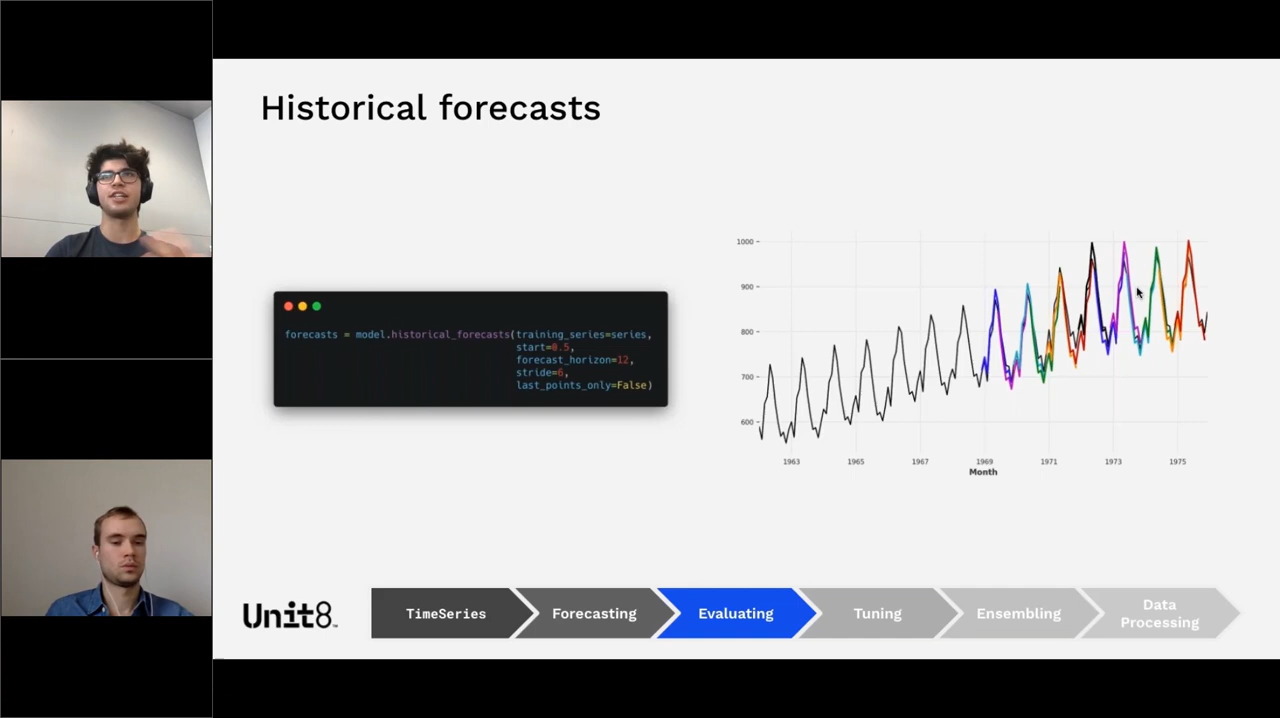 Historical forecasts
forecasts = model.historical_forecasts(training_series=series,
start=0.5,
forecast_horizon=12,
stride=6,
last_points_only=False)
1000
900
800
700
600
1963 1965 1967 1969 1971 1973 1975
Month
Unit8
TimeSeries
Forecasting
Evaluating
Tuning
Ensembling
Data
Processing